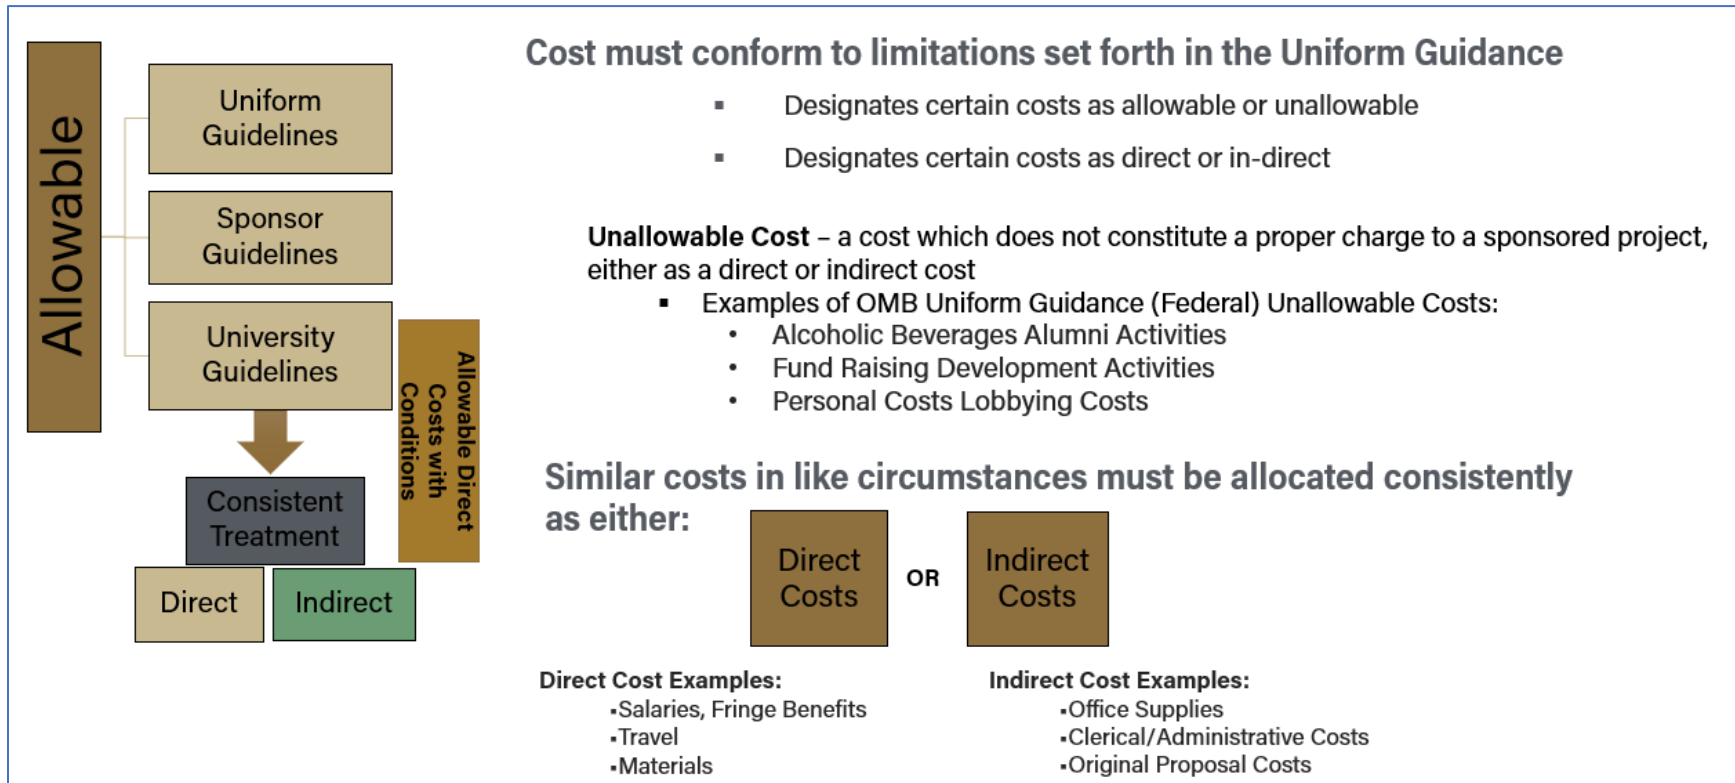 Allowable
Uniform
Guidelines
Sponsor
Guidelines
University
Guidelines
Allowable Direct
Costs with
Conditions
Consistent
Treatment
Direct
Indirect
Cost must conform to limitations set forth in the Uniform Guidance
▪ Designates certain costs as allowable or unallowable
▪ Designates certain costs as direct or in-direct
Unallowable Cost – a cost which does not constitute a proper charge to a sponsored project,
either as a direct or indirect cost
▪ Examples of OMB Uniform Guidance (Federal) Unallowable Costs:
• Alcoholic Beverages Alumni Activities
• Fund Raising Development Activities
• Personal Costs Lobbying Costs
Similar costs in like circumstances must be allocated consistently
as either:
Direct
Costs
OR
Indirect
Costs
Direct Cost Examples:
▪Salaries, Fringe Benefits
▪Travel
▪Materials
Indirect Cost Examples:
▪Office Supplies
▪Clerical/Administrative Costs
▪Original Proposal Costs